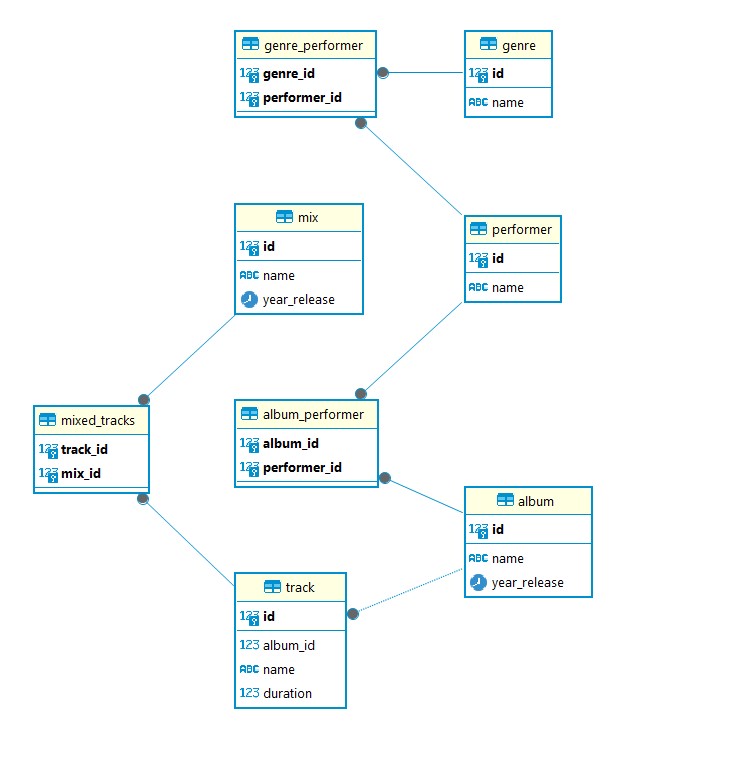 genre_performer
123 genre_id
123 performer_id
genre
123 id
ABC name
mix
123 id
ABC name
year_release
performer
123 id
ABC name
mixed_tracks
123 track_id
123 mix_id
album_performer
123 album_id
123 performer_id
album
123 id
ABC name
year_release
track
123 id
123 album_id
ABC name
123 duration